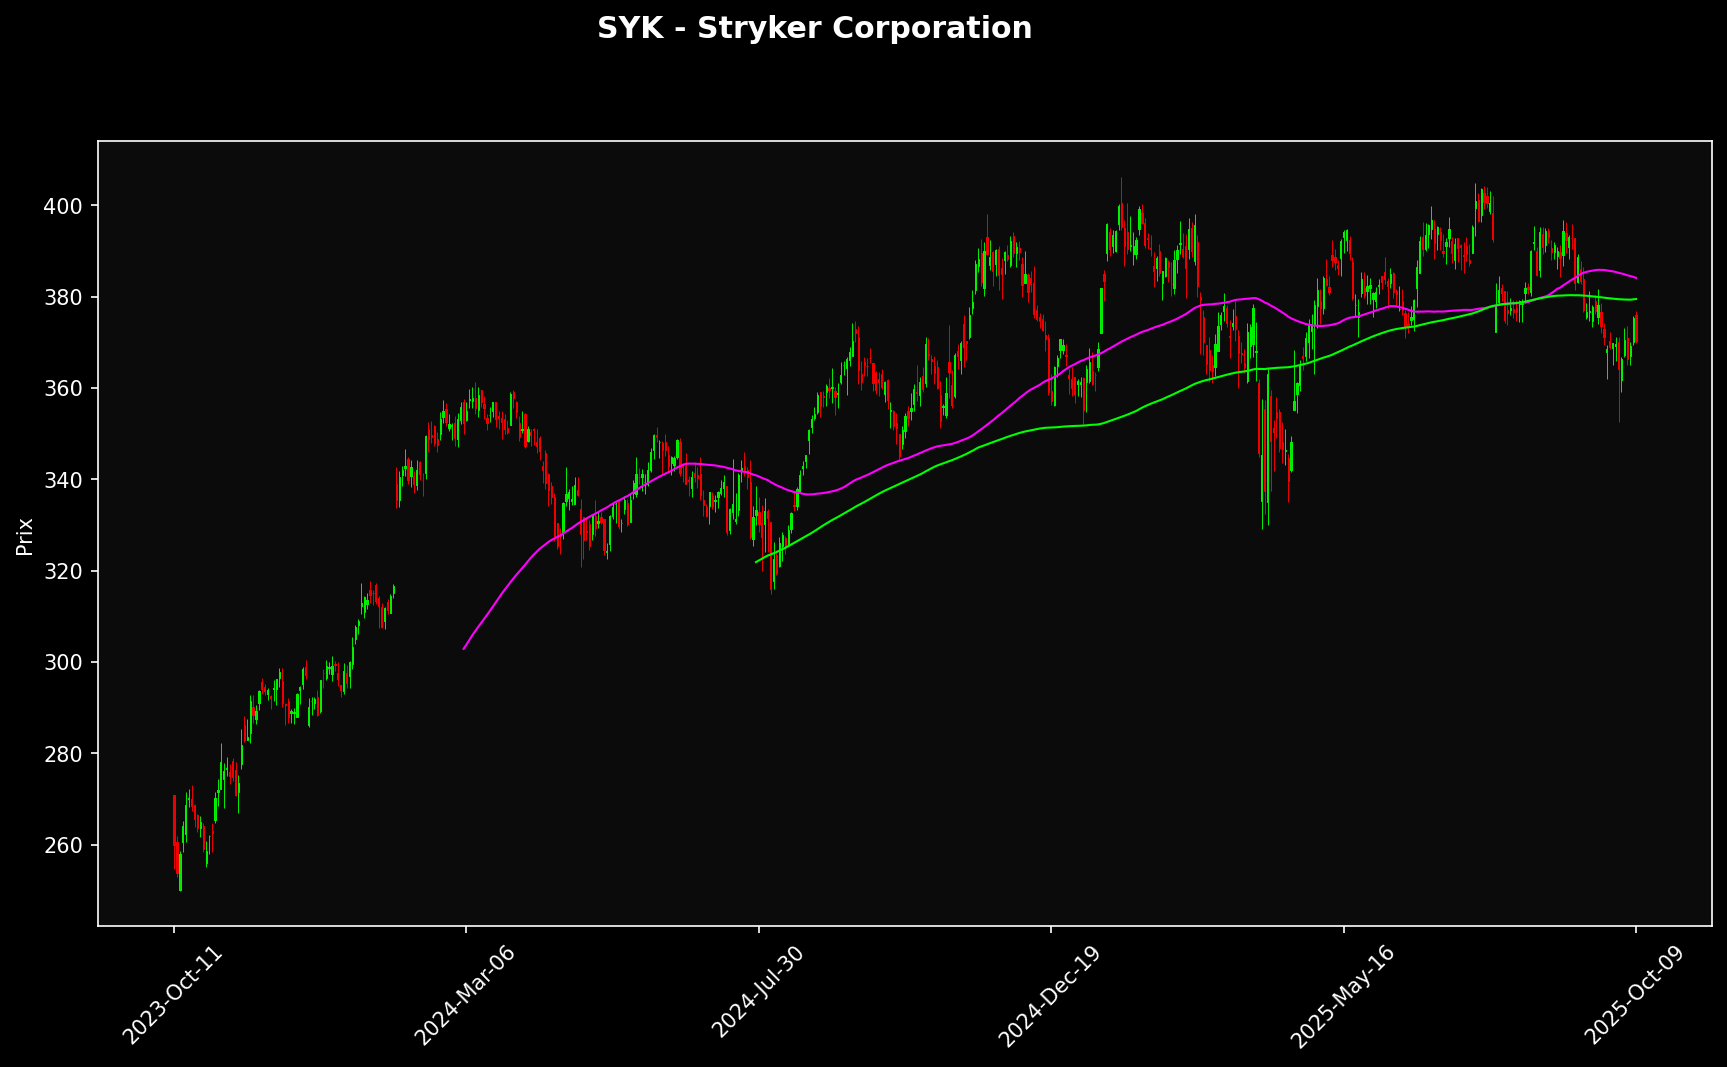 SYK - Stryker Corporation
Prix
400
380
360
340
320
300
280
260
2023-Oct-11
2024-Mar-06
2024-Jul-30
2024-Dec-19
2025-May-16
2025-Oct-09